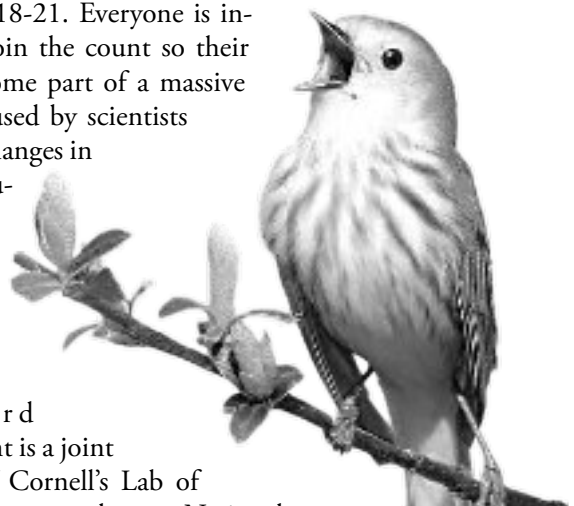 18-21. Everyone is in-
oin the count so their
ome part of a massive
used by scientists
anges in
r d
t is a joint
Cornell's Lab of